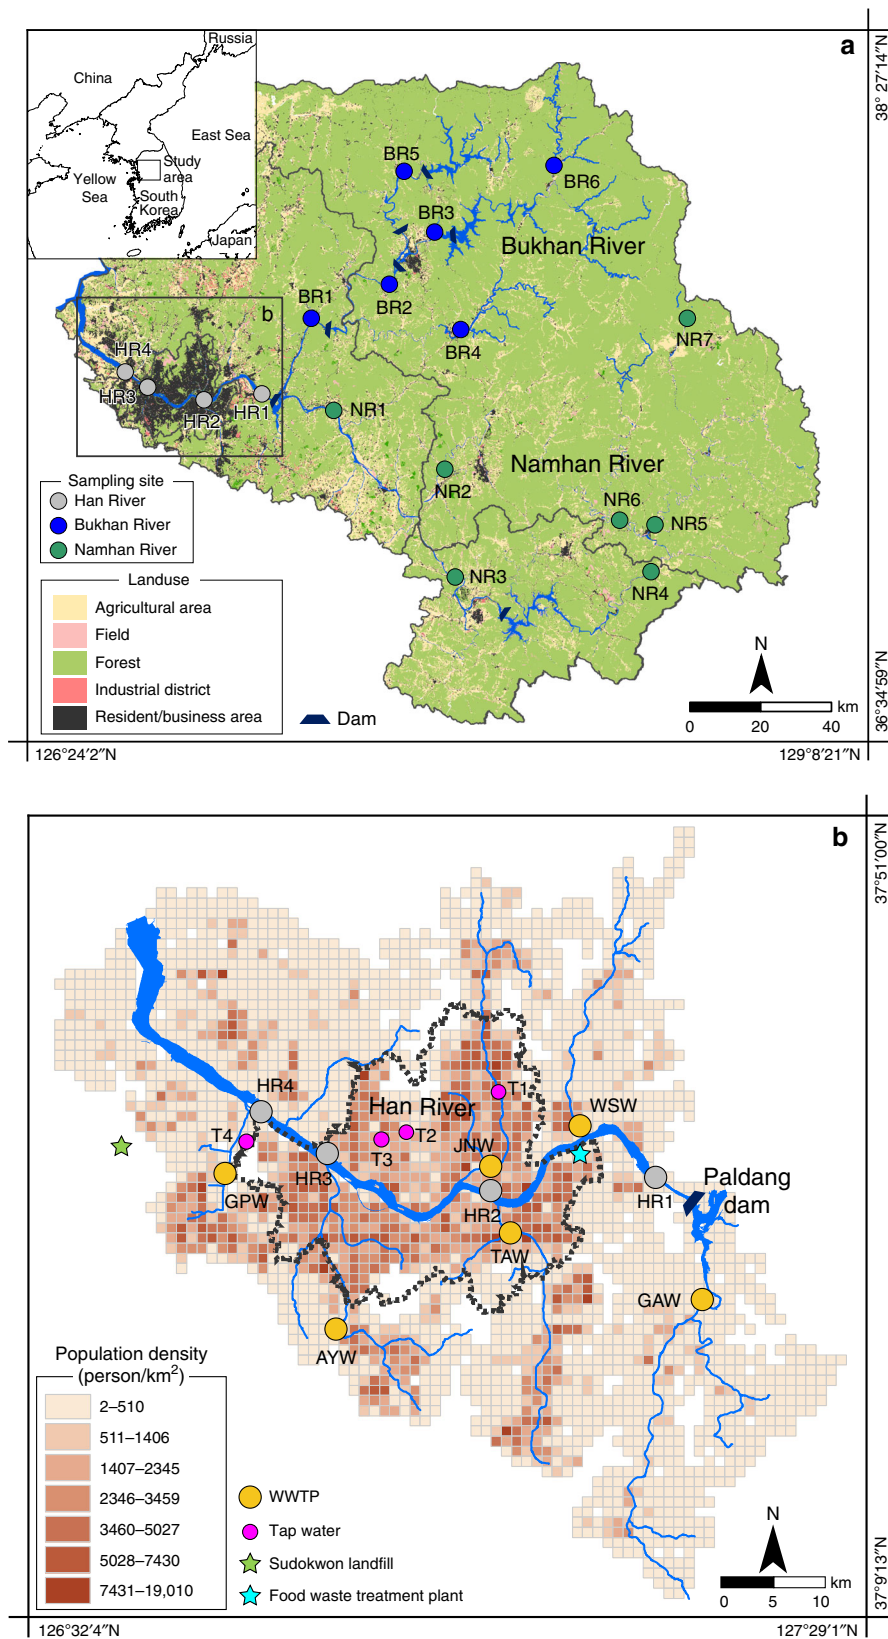 a
Russia
China
East Sea
Study
area
Yellow
Sea
South
Korea
Japan
38° 27′14″N
BR5
BR6
BR3
Bukhan River
BR2
BR1
BR4
NR7
b
HR4
HR3
HR2
HR1
NR1
Namhan River
NR2
NR6
NR5
NR3
NR4
Sampling site
Han River
Bukhan River
Namhan River
Landuse
Agricultural area
Field
Forest
Industrial district
Resident/business area
Dam
N
km
0 20 40
36°34′59″N
126°24′2″N
129°8′21″N
b
37°51′00″N
HR4
T1
Han River
WSW
T4
T2
T3
JNW
HR3
GPW
HR2
HR1
Paldang
dam
TAW
GAW
AYW
Population density
(person/km²)
2–510
511–1406
1407–2345
2346–3459
3460–5027
5028–7430
7431–19,010
WWTP
Tap water
Sudokwon landfill
Food waste treatment plant
N
km
0 5 10
37°9′13″N
126°32′4″N
127°29′1″N